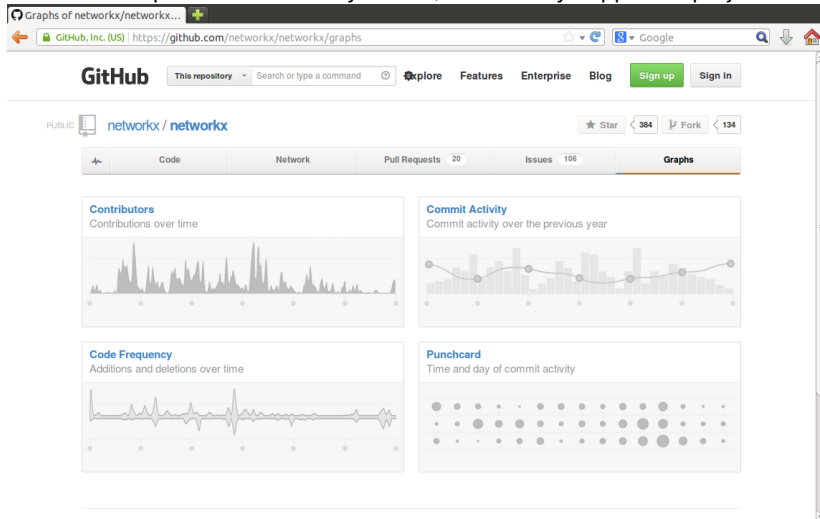 Graphs of networkx/networkx...
GitHub, Inc. (US) https://github.com/networkx/networkx/graphs Google
GitHub This repository Search or type a command Explore Features Enterprise Blog Sign up Sign in
PUBLIC networkx / networkx Star 384 Fork 134
Code Network Pull Requests 20 Issues 106 Graphs
Contributors Commit Activity
Contributions over time Commit activity over the previous year
Code Frequency Punchcard
Additions and deletions over time Time and day of commit activity